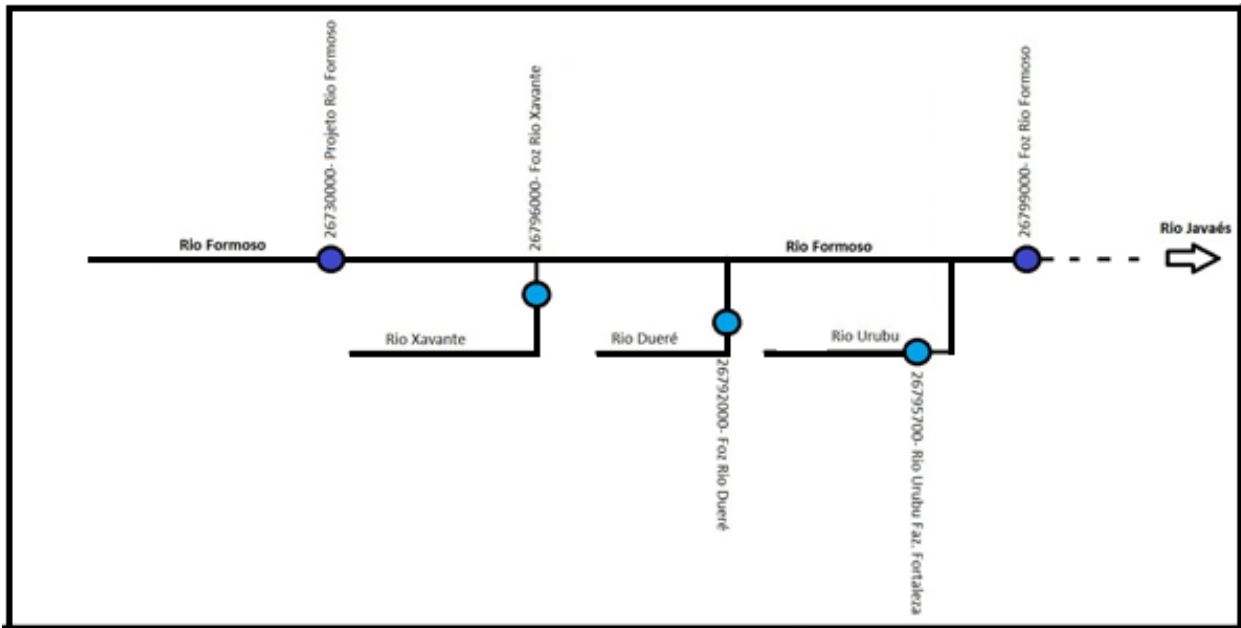 26730000- Projeto Rio Formoso
26796000- Foz Rio Xavante
26799000- Foz Rio Formoso
Rio Javaés
Rio Formoso
Rio Formoso
Rio Xavante
Rio Dueré
Rio Urubu
26792000- Foz Rio Dueré
26795700- Rio Urubu Faz. Fortaleza